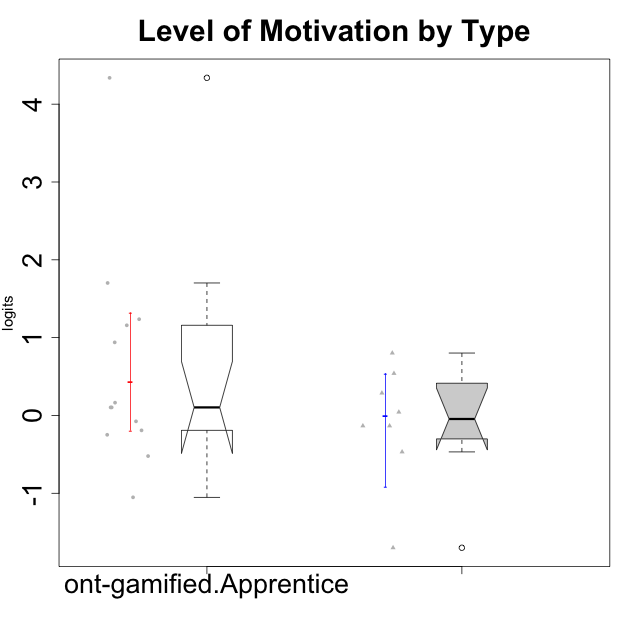 Level of Motivation by Type
4
3
2
1
0
-1
logits
ont-gamified.Apprentice